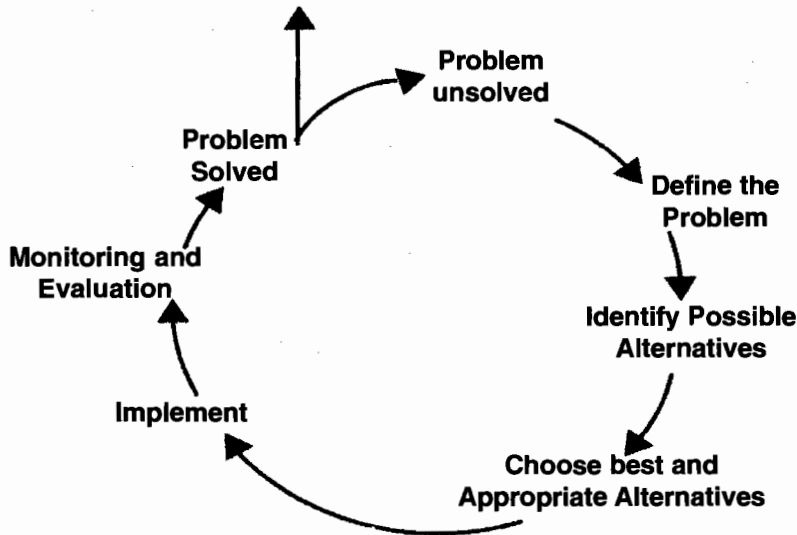 Problem
unsolved
Define the
Problem
Identify Possible
Alternatives
Choose best and
Appropriate Alternatives
Implement
Monitoring and
Evaluation
Problem
Solved